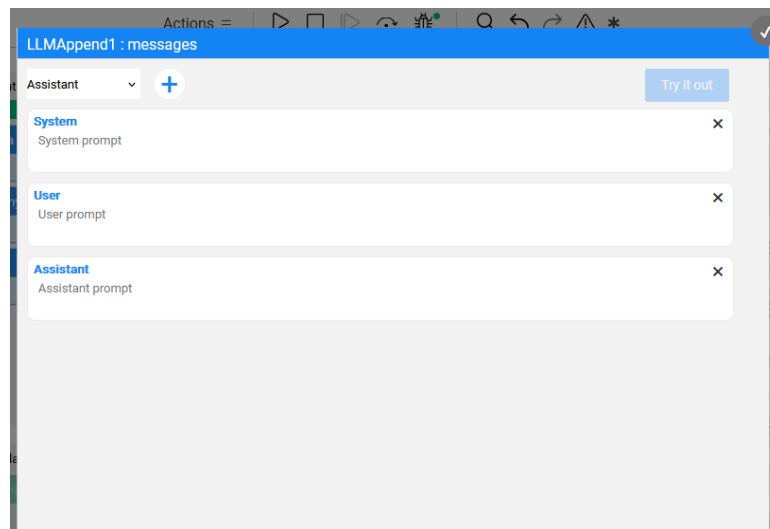 Actions =
LLMAppend1 : messages
Assistant
Try it out
System
System prompt
User
User prompt
Assistant
Assistant prompt